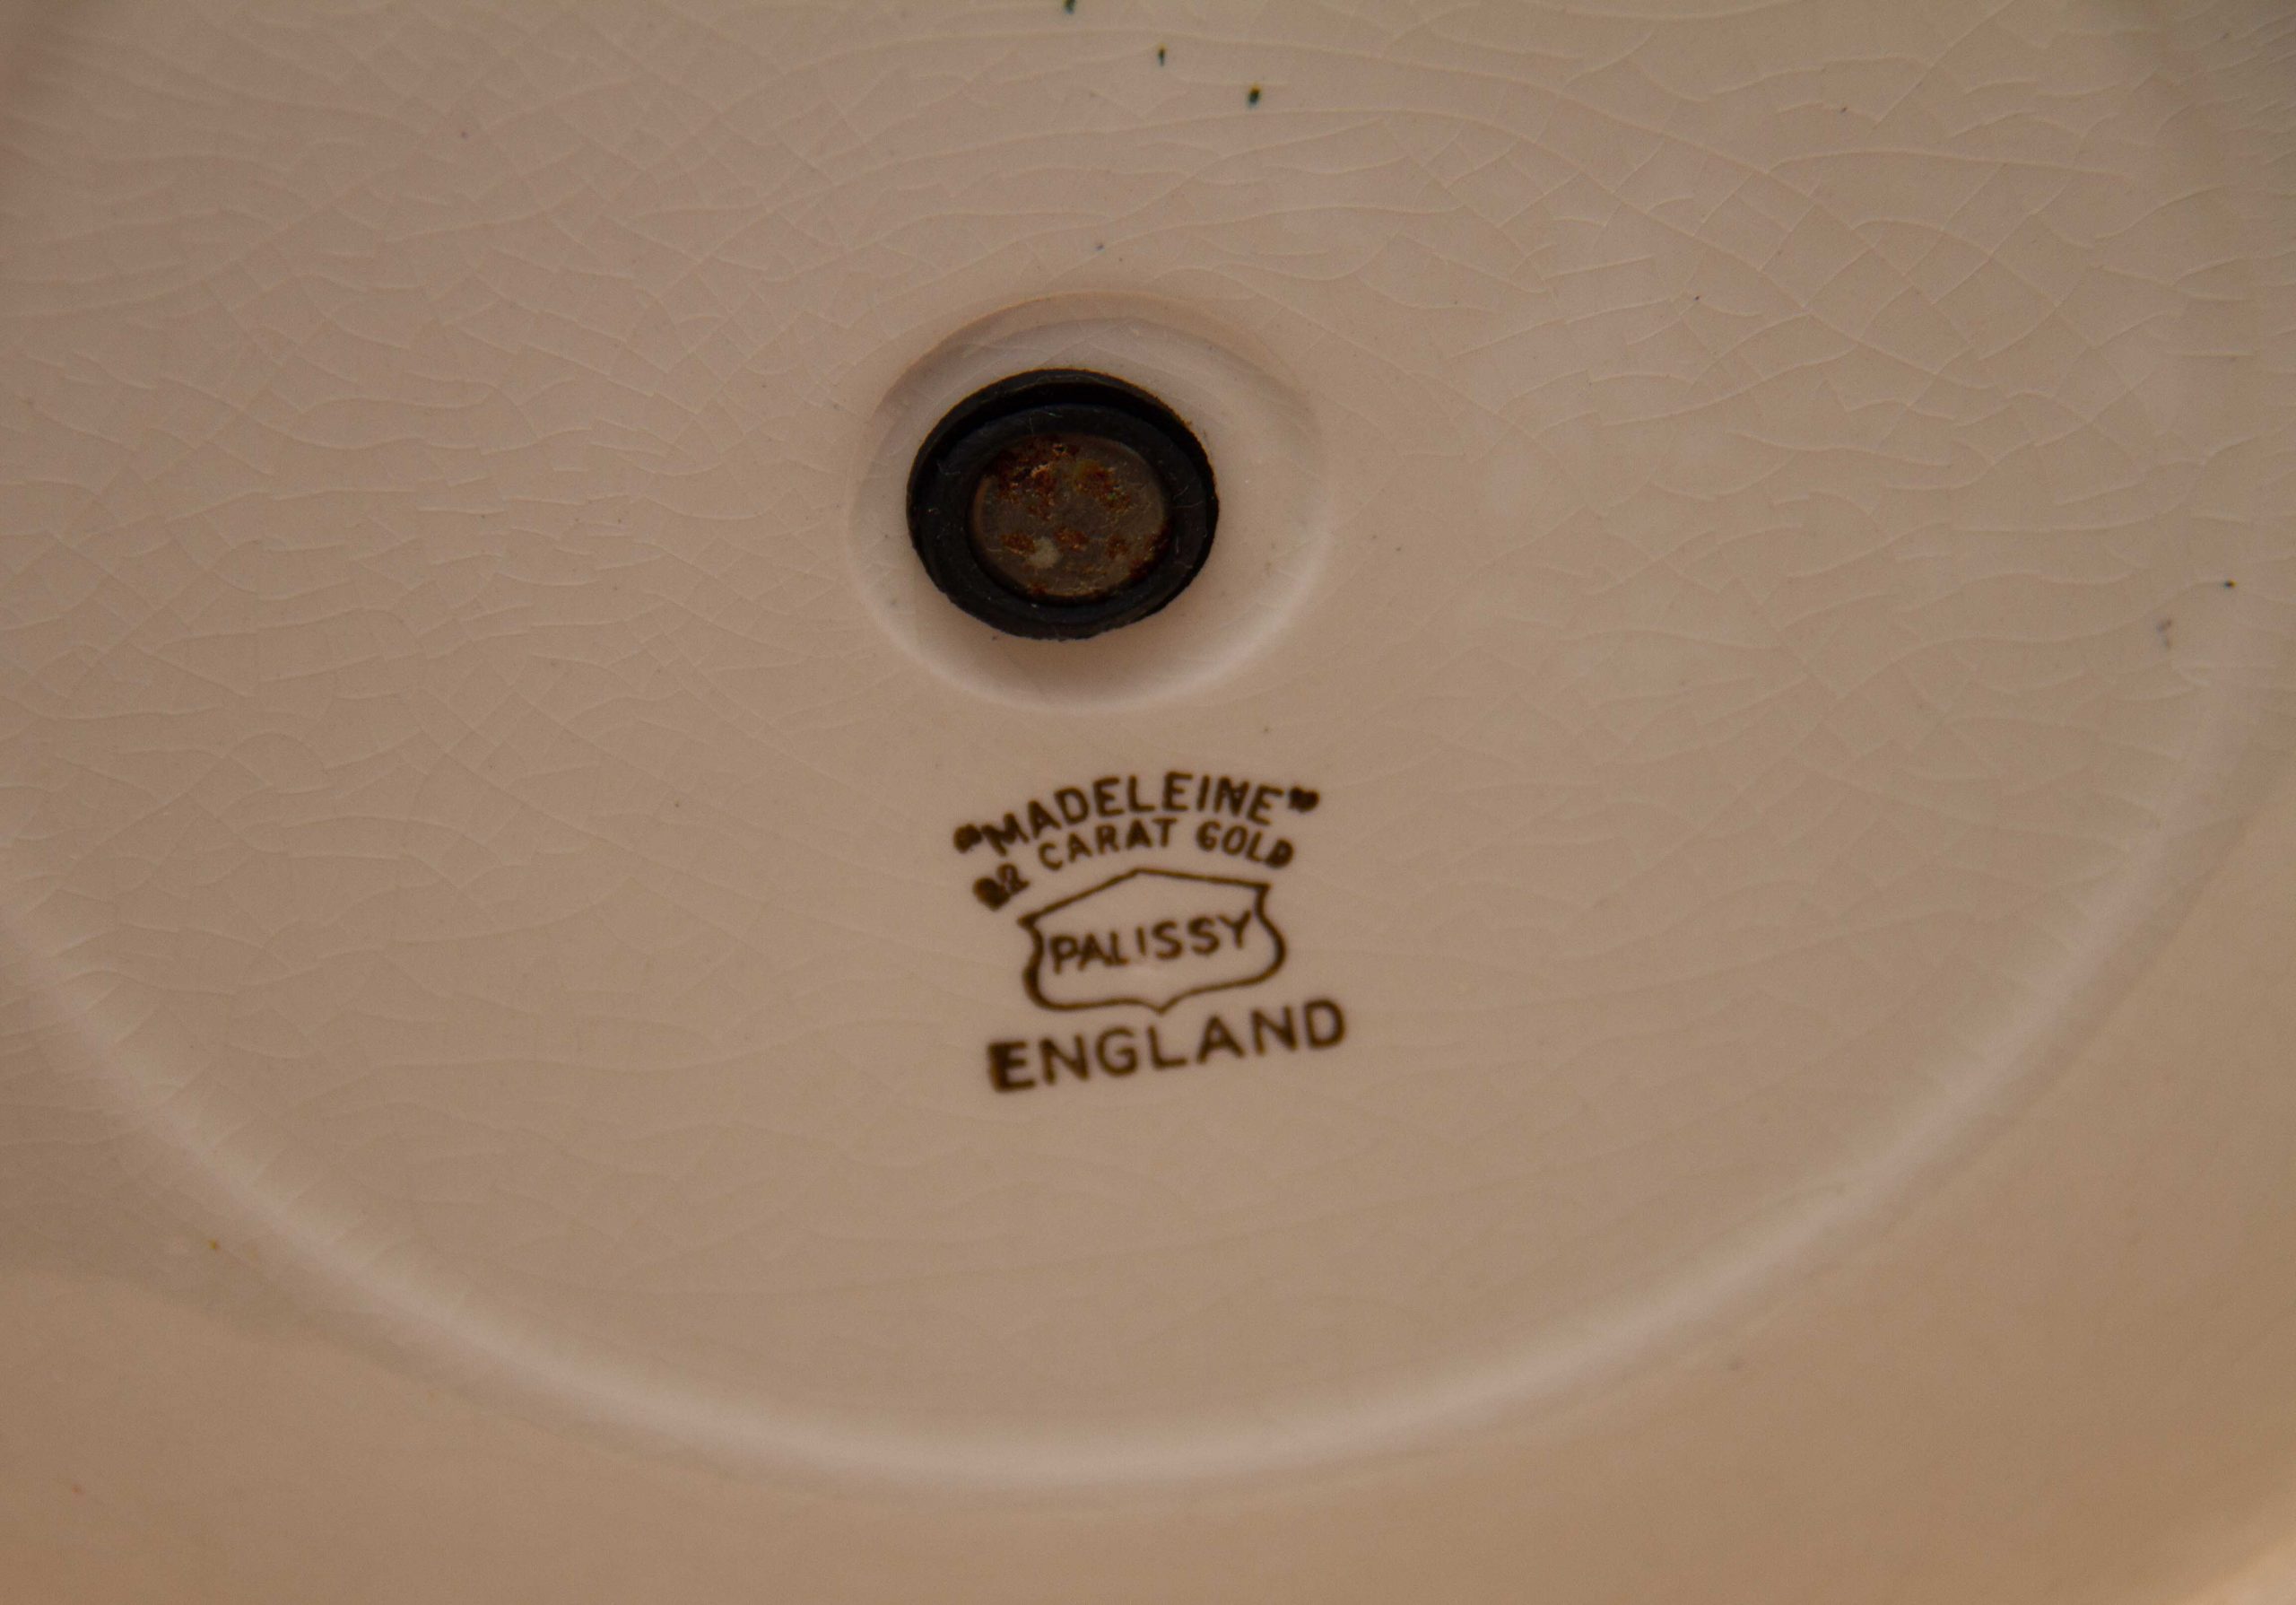 "MADELEINE"
22 CARAT GOLD
PALISSY
ENGLAND